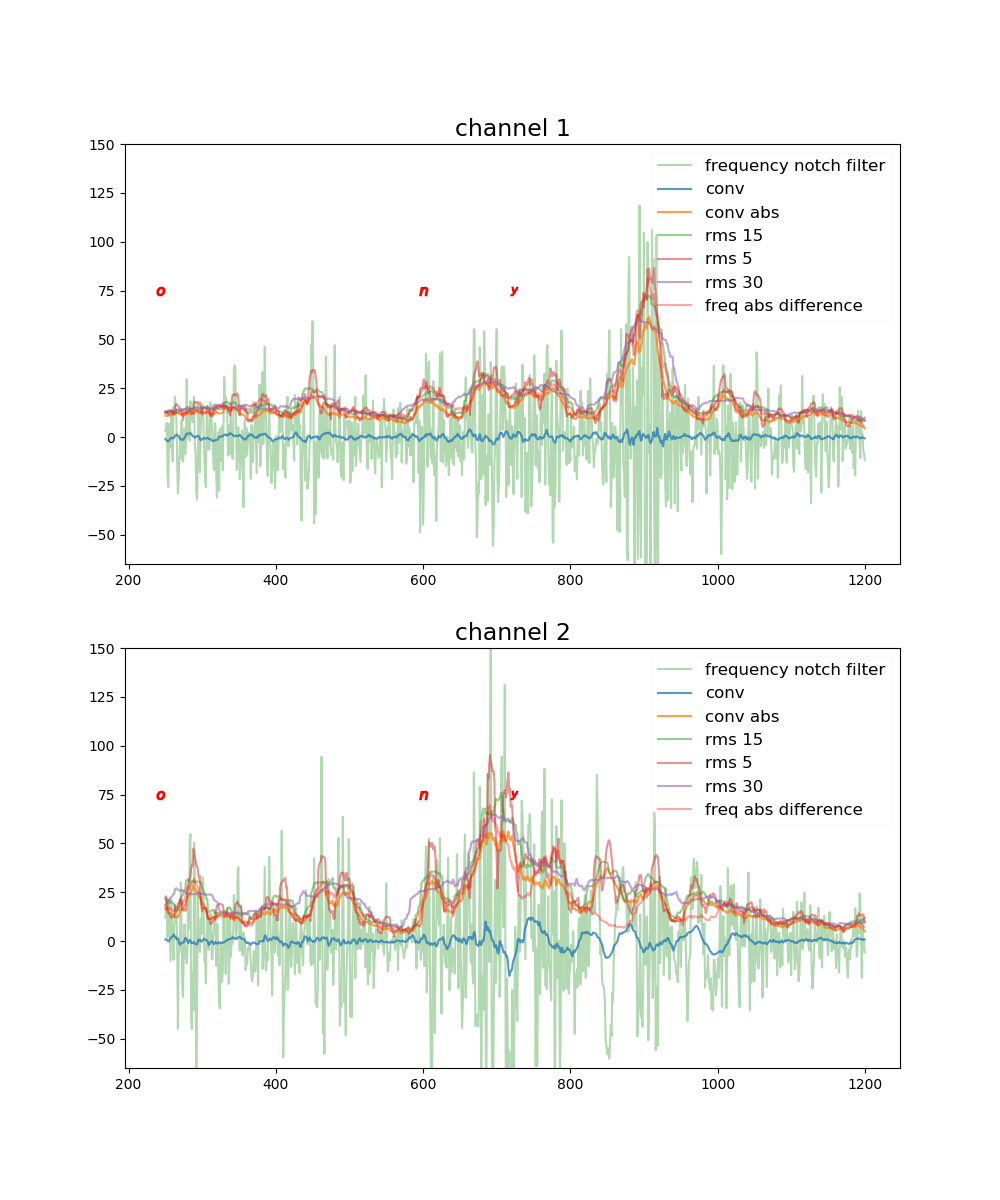 channel 1
150
125
100
75
50
25
0
−25
−50
frequency notch filter
conv
conv abs
rms 15
rms 5
rms 30
freq abs difference
o n y
200 400 600 800 1000 1200
channel 2
150
125
100
75
50
25
0
−25
−50
frequency notch filter
conv
conv abs
rms 15
rms 5
rms 30
freq abs difference
o n y
200 400 600 800 1000 1200